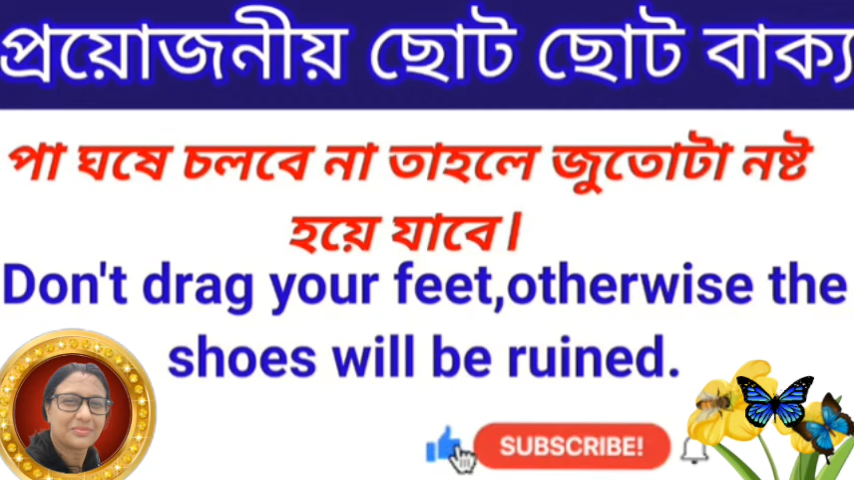 প্রয়োজনীয় ছোট ছোট বাক্য
পা ঘষে চলবে না তাহলে জুতোটা নষ্ট
হয়ে যাবে।
Don't drag your feet,otherwise the
shoes will be ruined.
SUBSCRIBE!